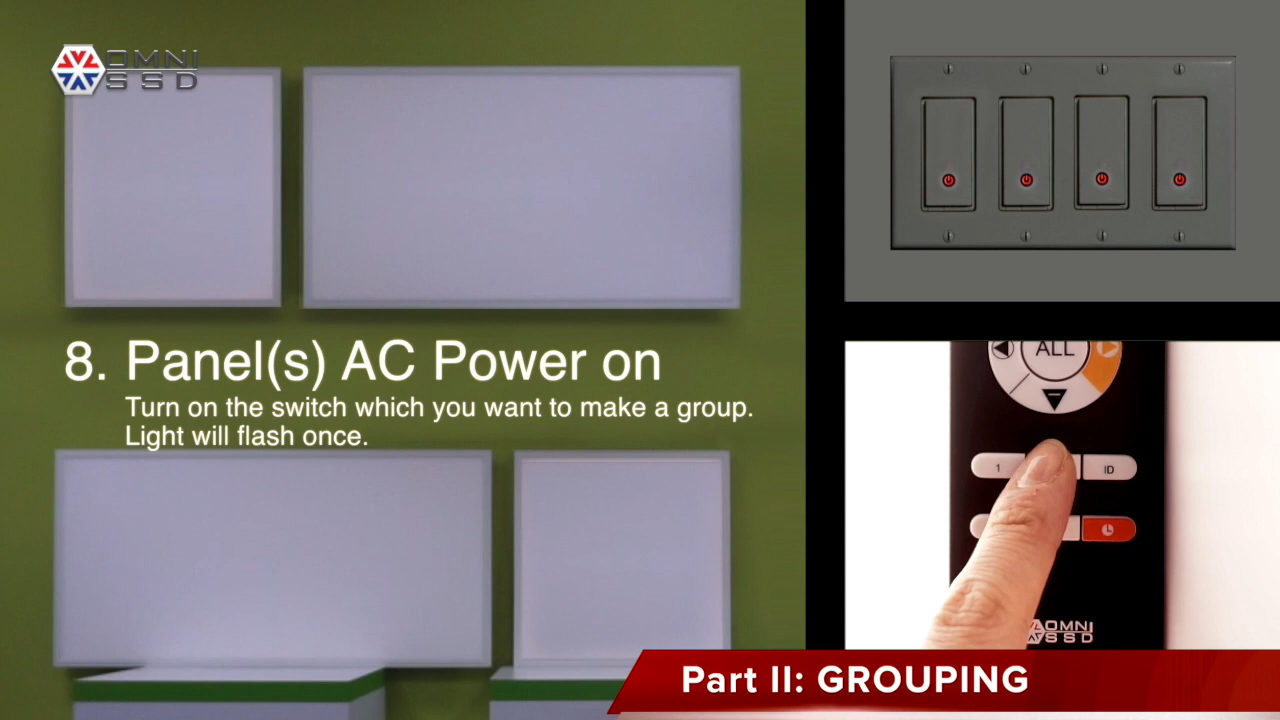 OMNI
SSD
8. Panel(s) AC Power on
Turn on the switch which you want to make a group.
Light will flash once.
ALL
1
ID
OMNI
SSD
Part II: GROUPING